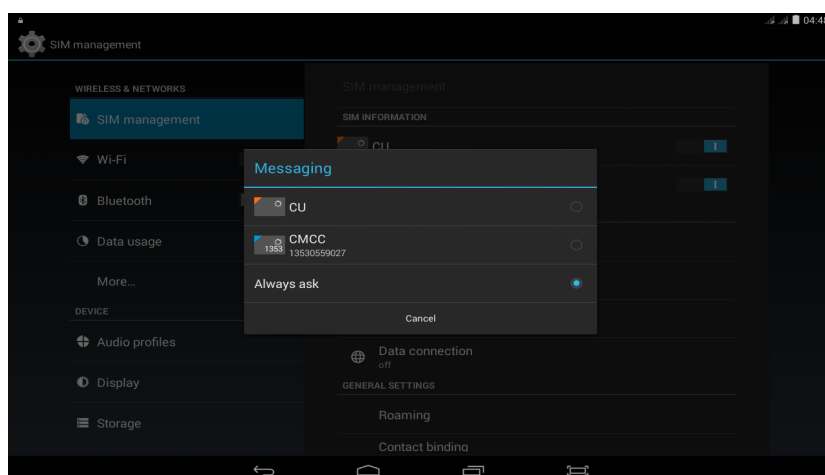 04:48
SIM management
WIRELESS & NETWORKS
SIM management
Wi-Fi
Bluetooth
Data usage
More...
DEVICE
Audio profiles
Display
Storage
SIM management
SIM INFORMATION
CU
Messaging
CU
1353
CMCC
13530559027
Always ask
Cancel
Data connection
off
GENERAL SETTINGS
Roaming
Contact binding